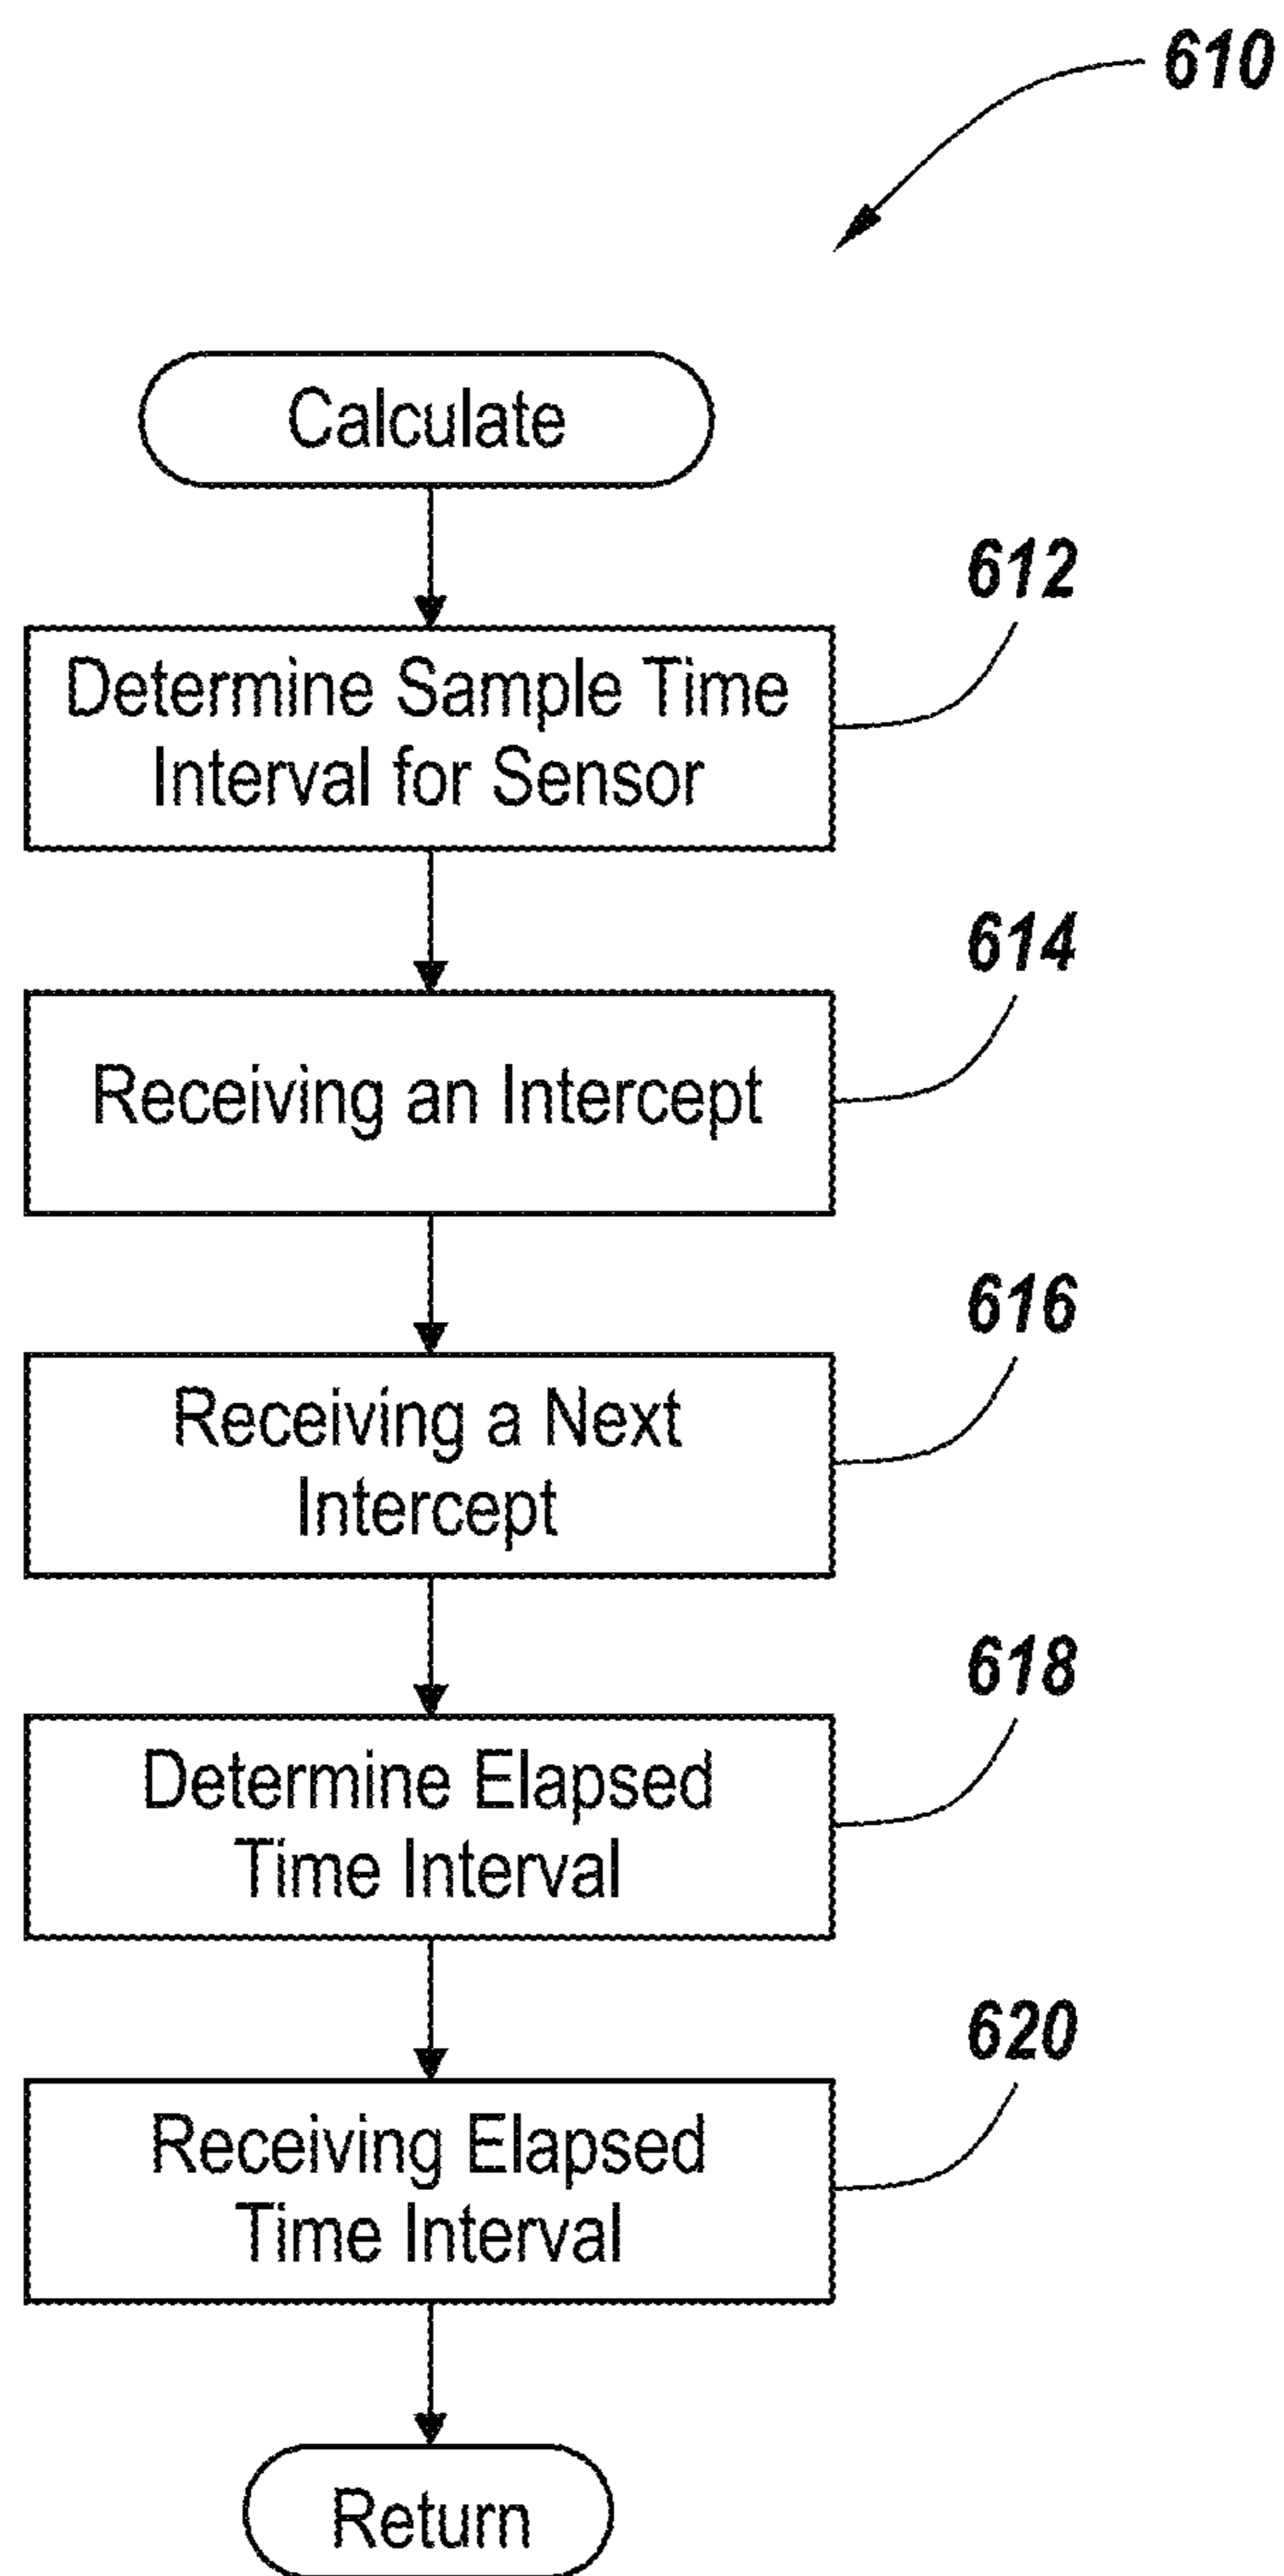 610
Calculate
612
Determine Sample Time
Interval for Sensor
614
Receiving an Intercept
616
Receiving a Next
Intercept
618
Determine Elapsed
Time Interval
620
Receiving Elapsed
Time Interval
Return